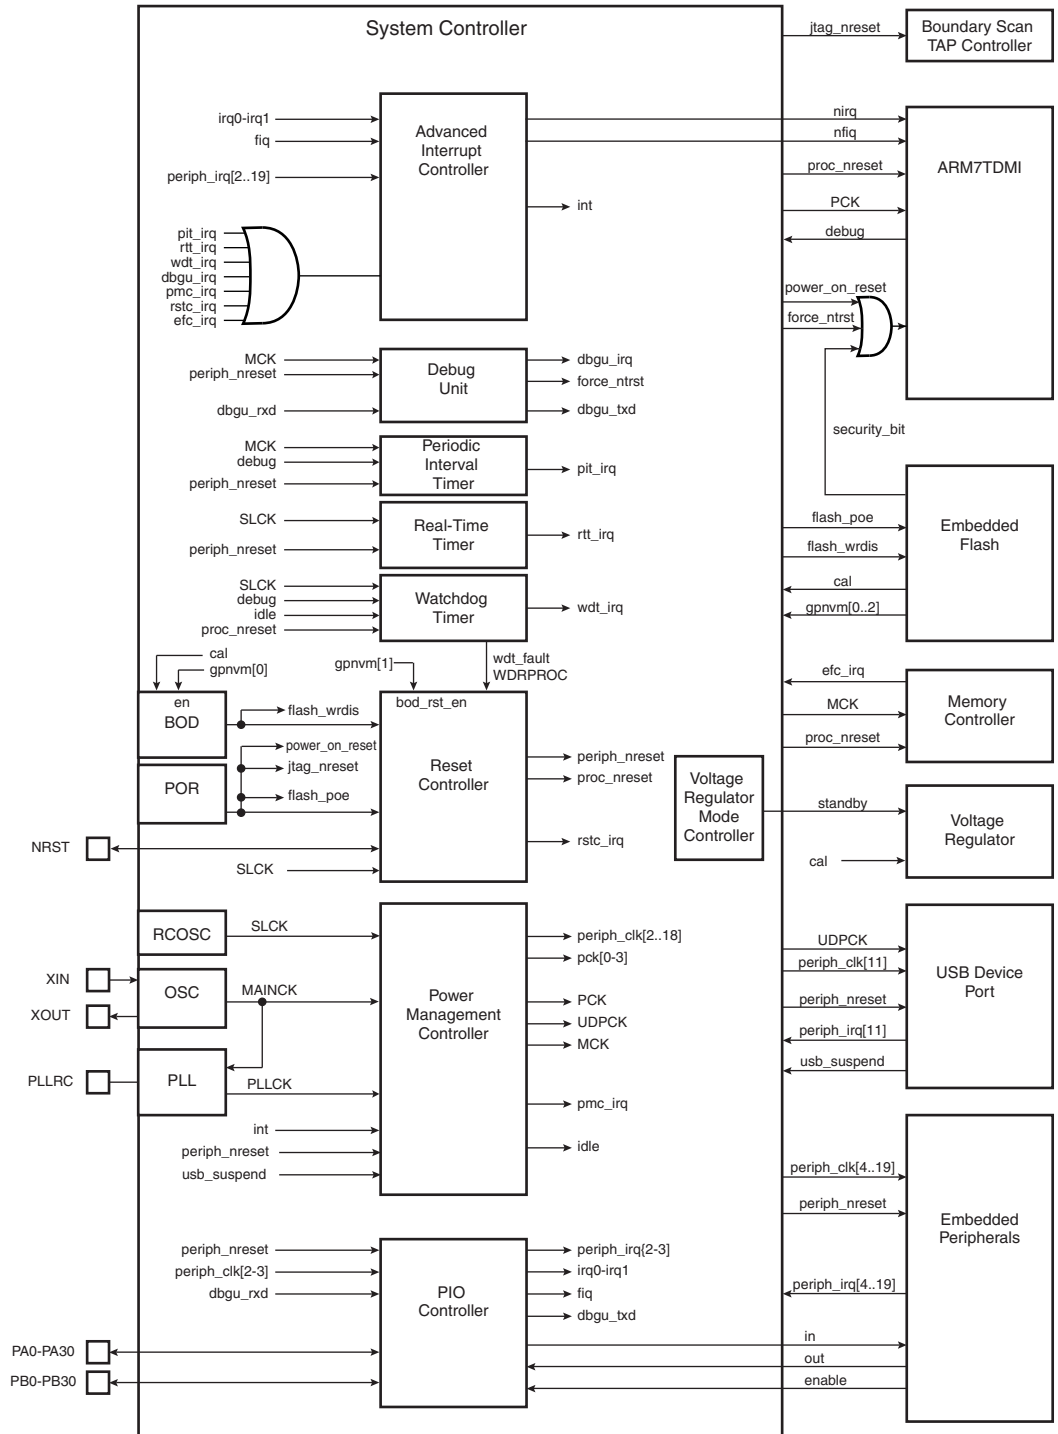 System Controller
jtag_nreset
Boundary Scan
TAP Controller
irq0-irq1
fiq
periph_irq[2..19]
Advanced
Interrupt
Controller
int
nirq
nfiq
proc_nreset
PCK
debug
ARM7TDMI
pit_irq
rtt_irq
wdt_irq
dbgu_irq
pmc_irq
rstc_irq
efc_irq
power_on_reset
force_ntrst
security_bit
MCK
periph_nreset
dbgu_rxd
Debug
Unit
dbgu_irq
force_ntrst
dbgu_txd
MCK
debug
periph_nreset
Periodic
Interval
Timer
pit_irq
SLCK
periph_nreset
Real-Time
Timer
rtt_irq
flash_poe
flash_wrdis
cal
gpnvm[0..2]
Embedded
Flash
SLCK
debug
idle
proc_nreset
Watchdog
Timer
wdt_irq
cal
gpnvm[0]
gpnvm[1]
wdt_fault
WDRPROC
en
BOD
flash_wrdis
bod_rst_en
power_on_reset
jtag_nreset
flash_poe
POR
Reset
Controller
periph_nreset
proc_nreset
rstc_irq
NRST
SLCK
efc_irq
MCK
proc_nreset
Memory
Controller
Voltage
Regulator
Mode
Controller
standby
cal
Voltage
Regulator
RCOSC
SLCK
XIN
XOUT
OSC
MAINCK
PLLRC
PLL
PLLCK
int
periph_nreset
usb_suspend
Power
Management
Controller
periph_clk[2..18]
pck[0-3]
PCK
UDPCK
MCK
pmc_irq
idle
UDPCK
periph_clk[11]
periph_nreset
periph_irq[11]
usb_suspend
USB Device
Port
periph_clk[4..19]
periph_nreset
periph_irq[4..19]
Embedded
Peripherals
periph_nreset
periph_clk[2-3]
dbgu_rxd
PIO
Controller
periph_irq{2-3]
irq0-irq1
fiq
dbgu_txd
in
out
enable
PA0-PA30
PB0-PB30